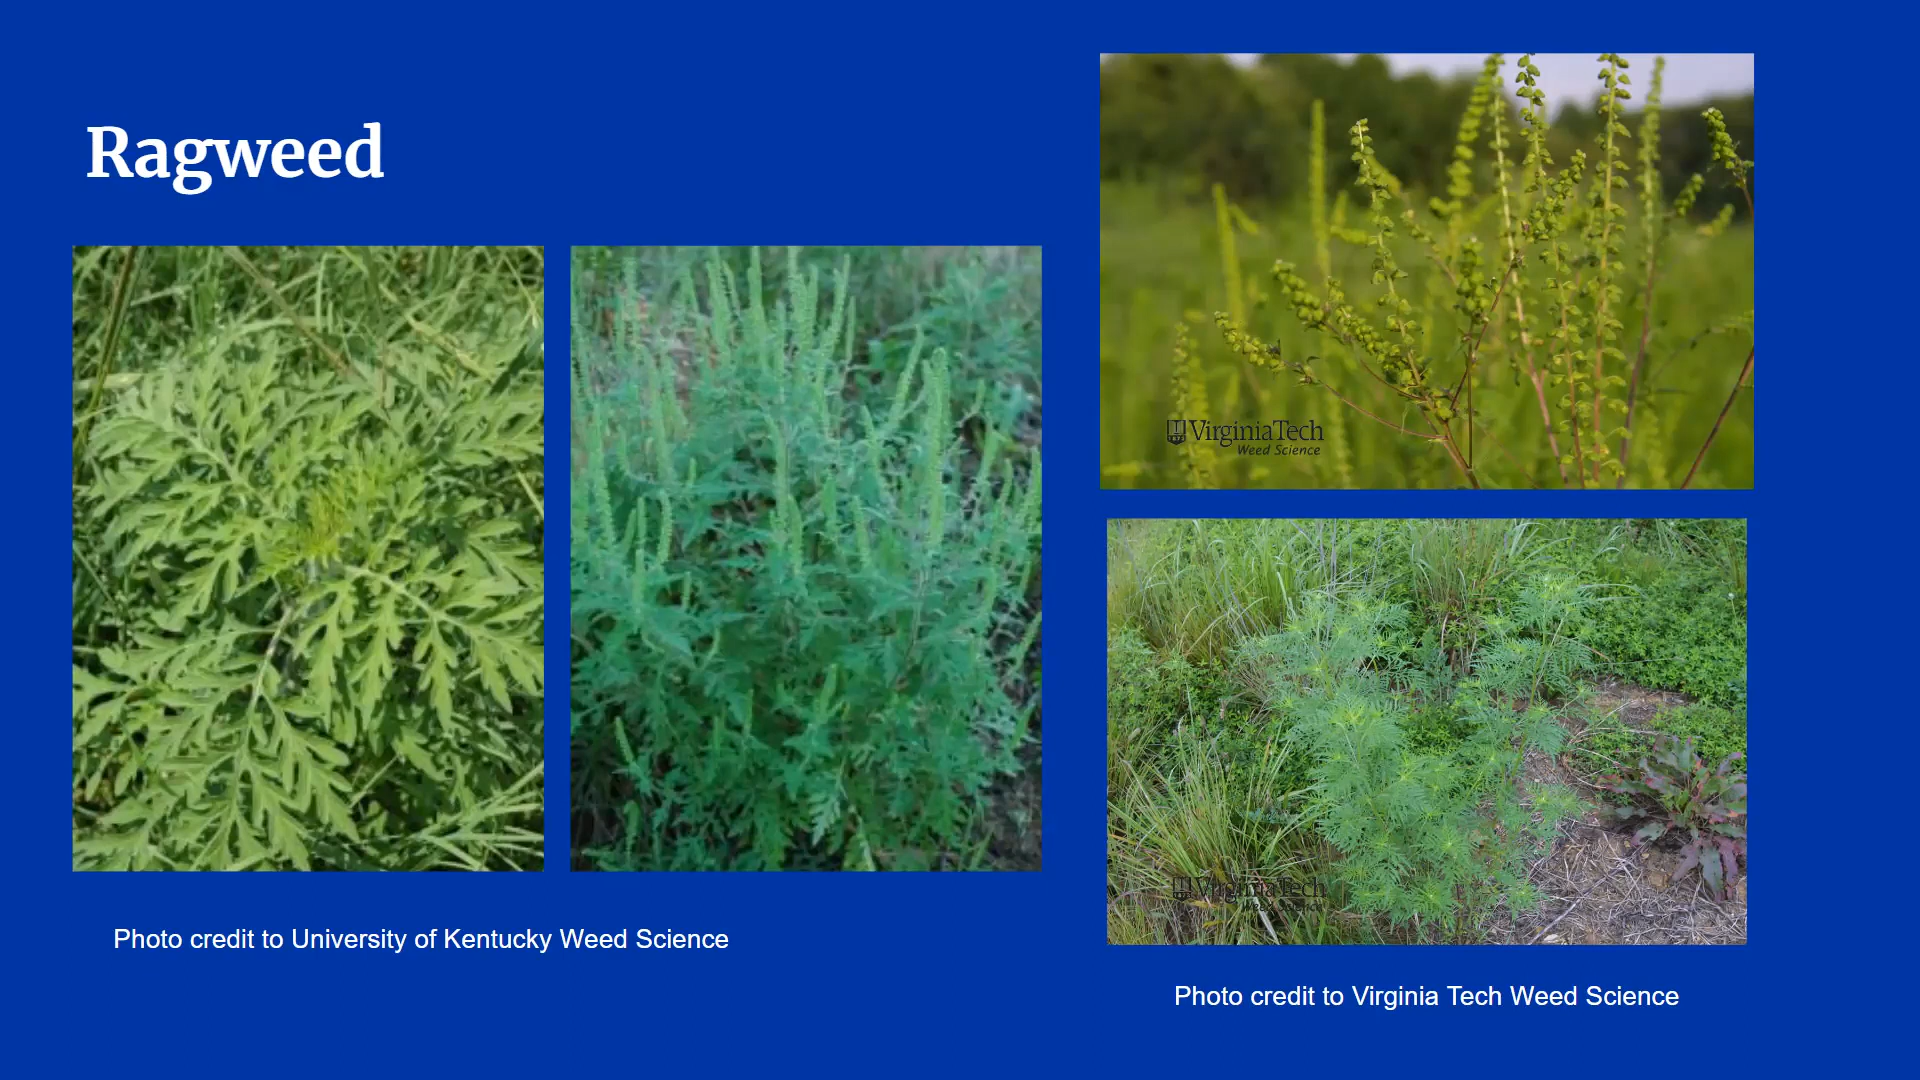 Ragweed
VirginiaTech
Weed Science
VirginiaTech
Weed Science
Photo credit to University of Kentucky Weed Science
Photo credit to Virginia Tech Weed Science